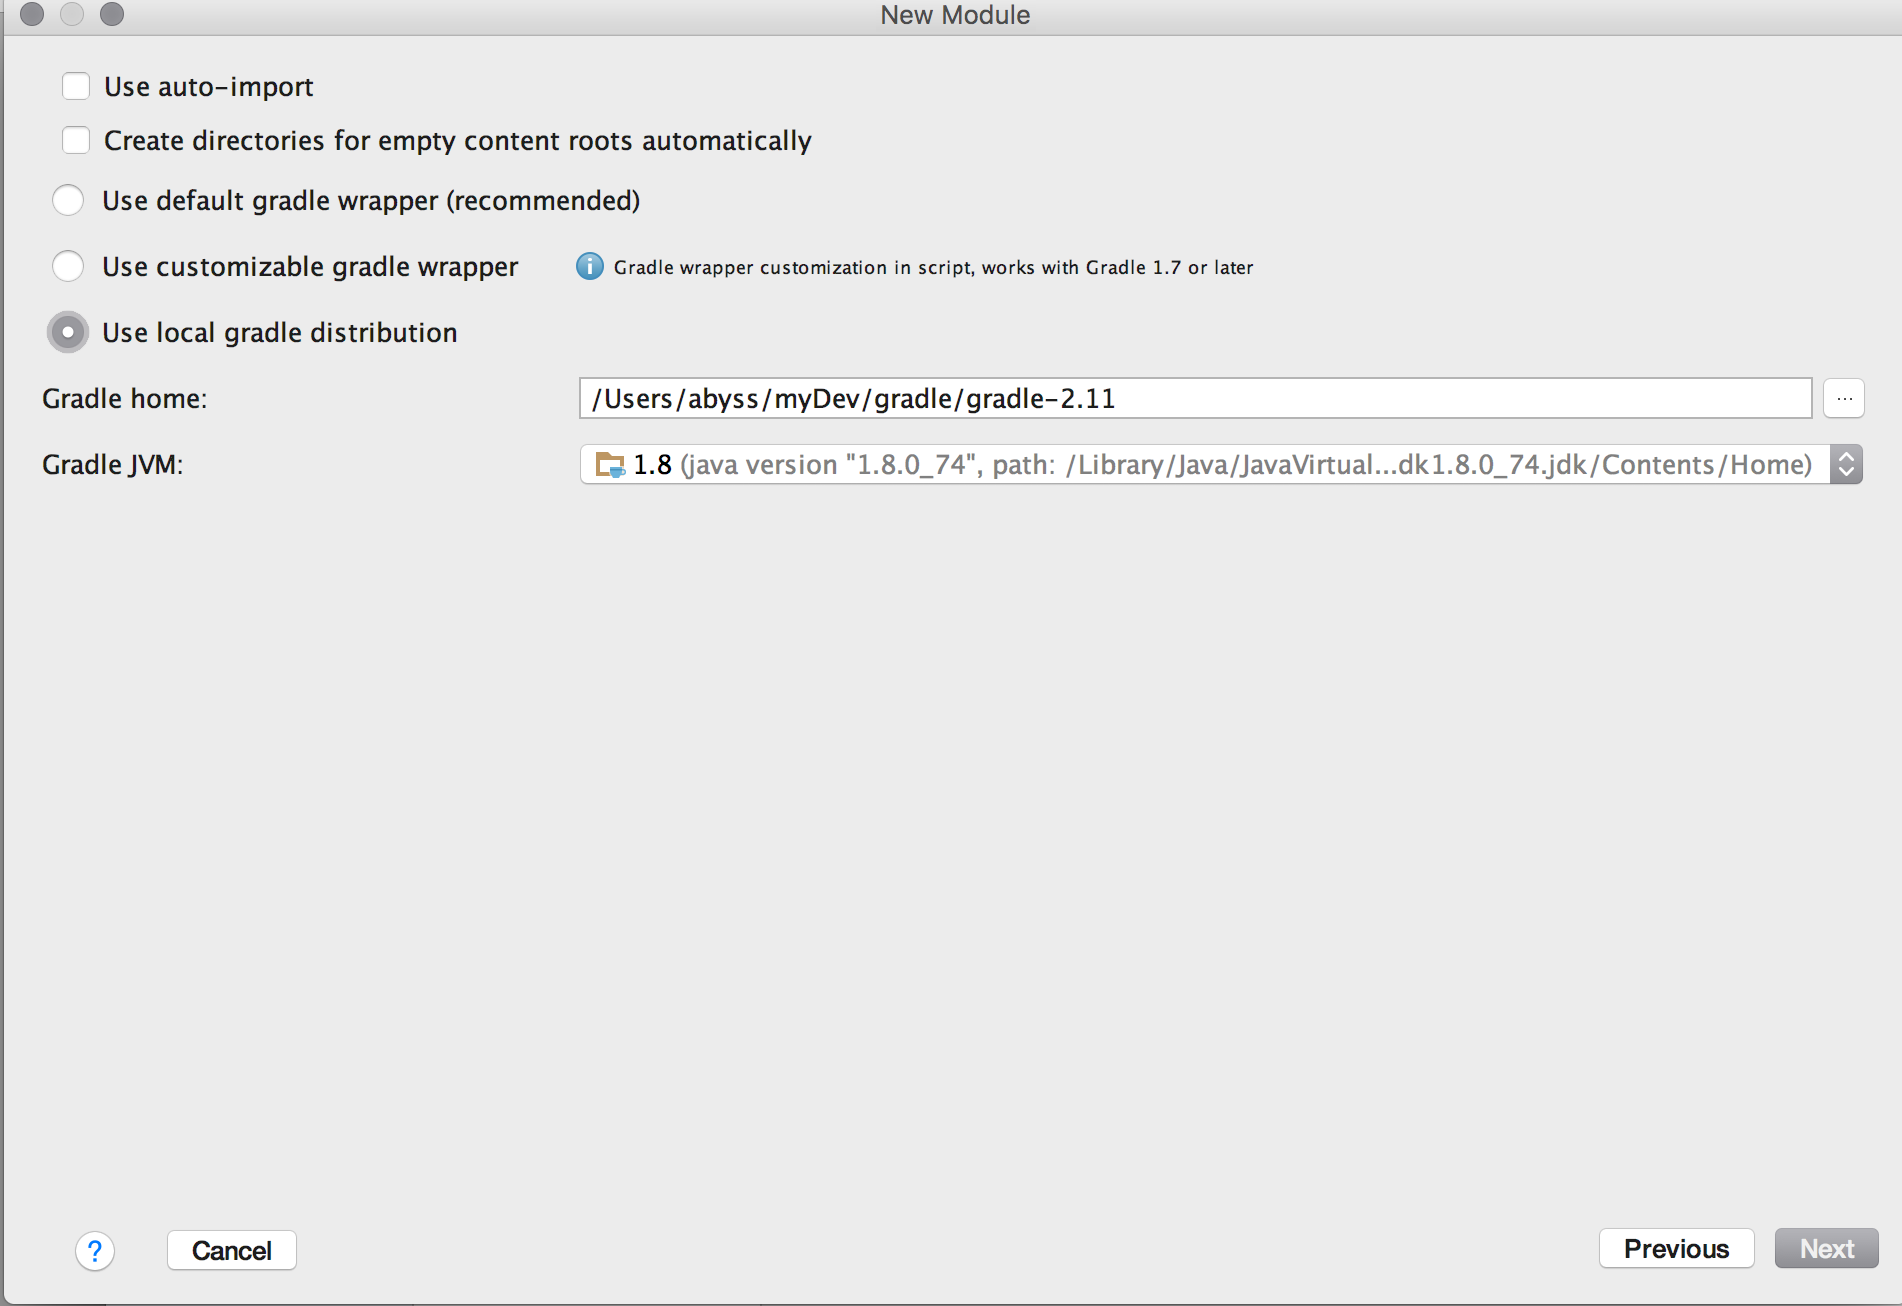 New Module
Use auto-import
Create directories for empty content roots automatically
Use default gradle wrapper (recommended)
Use customizable gradle wrapper
Gradle wrapper customization in script, works with Gradle 1.7 or later
Use local gradle distribution
Gradle home: /Users/abyss/myDev/gradle/gradle-2.11 ...
Gradle JVM: 1.8 (java version "1.8.0_74", path: /Library/Java/JavaVirtual...dk1.8.0_74.jdk/Contents/Home)
? Cancel Previous Next